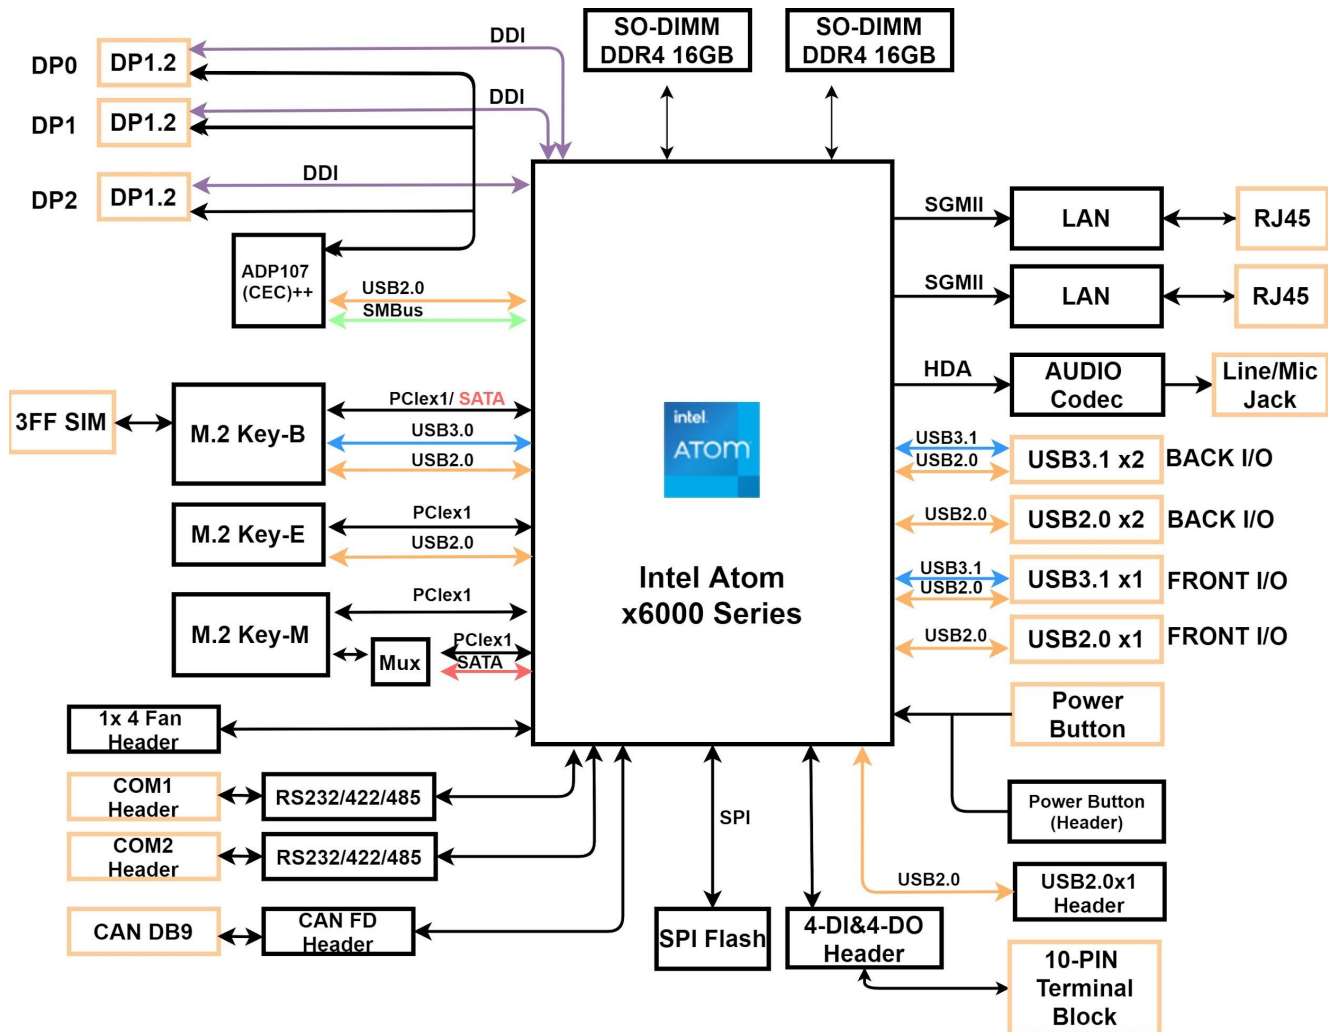 DP0
DP1.2
DDI
DP1
DP1.2
DDI
DP2
DP1.2
DDI
ADP107
(CEC)++
USB2.0
SMBus
SO-DIMM
DDR4 16GB
SO-DIMM
DDR4 16GB
3FF SIM
M.2 Key-B
PCIex1/ SATA
USB3.0
USB2.0
M.2 Key-E
PCIex1
USB2.0
M.2 Key-M
PCIex1
Mux
PCIex1
SATA
1x 4 Fan
Header
COM1
Header
RS232/422/485
COM2
Header
RS232/422/485
CAN DB9
CAN FD
Header
intel
ATOM
Intel Atom
x6000 Series
SGMII
LAN
RJ45
SGMII
LAN
RJ45
HDA
AUDIO
Codec
Line/Mic
Jack
USB3.1
USB2.0
USB3.1 x2
BACK I/O
USB2.0
USB2.0 x2
BACK I/O
USB3.1
USB2.0
USB3.1 x1
FRONT I/O
USB2.0
USB2.0 x1
FRONT I/O
Power
Button
Power Button
(Header)
SPI
SPI Flash
4-DI&4-DO
Header
USB2.0
USB2.0x1
Header
10-PIN
Terminal
Block